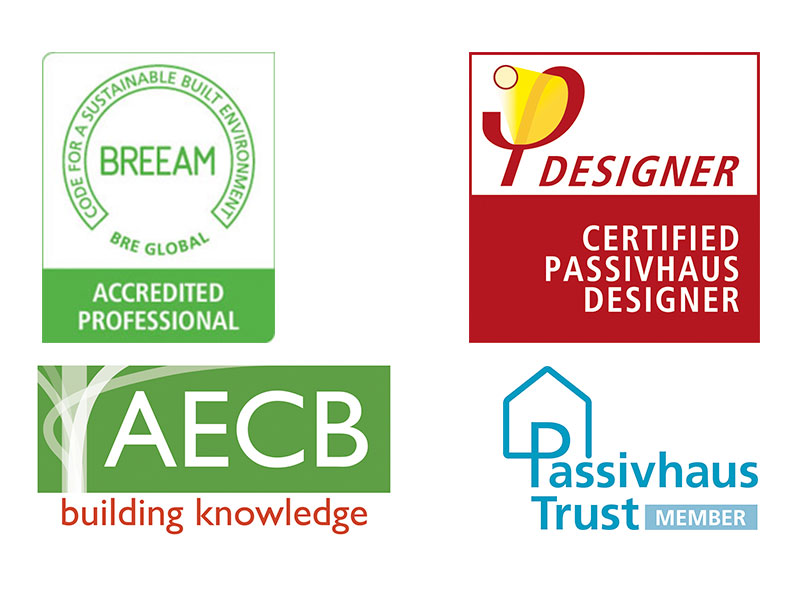 CODE FOR A SUSTAINABLE BUILT ENVIRONMENT
BREEAM
BRE GLOBAL
ACCREDITED
PROFESSIONAL
DESIGNER
CERTIFIED
PASSIVHAUS
DESIGNER
AECB
building knowledge
Passivhaus
Trust MEMBER